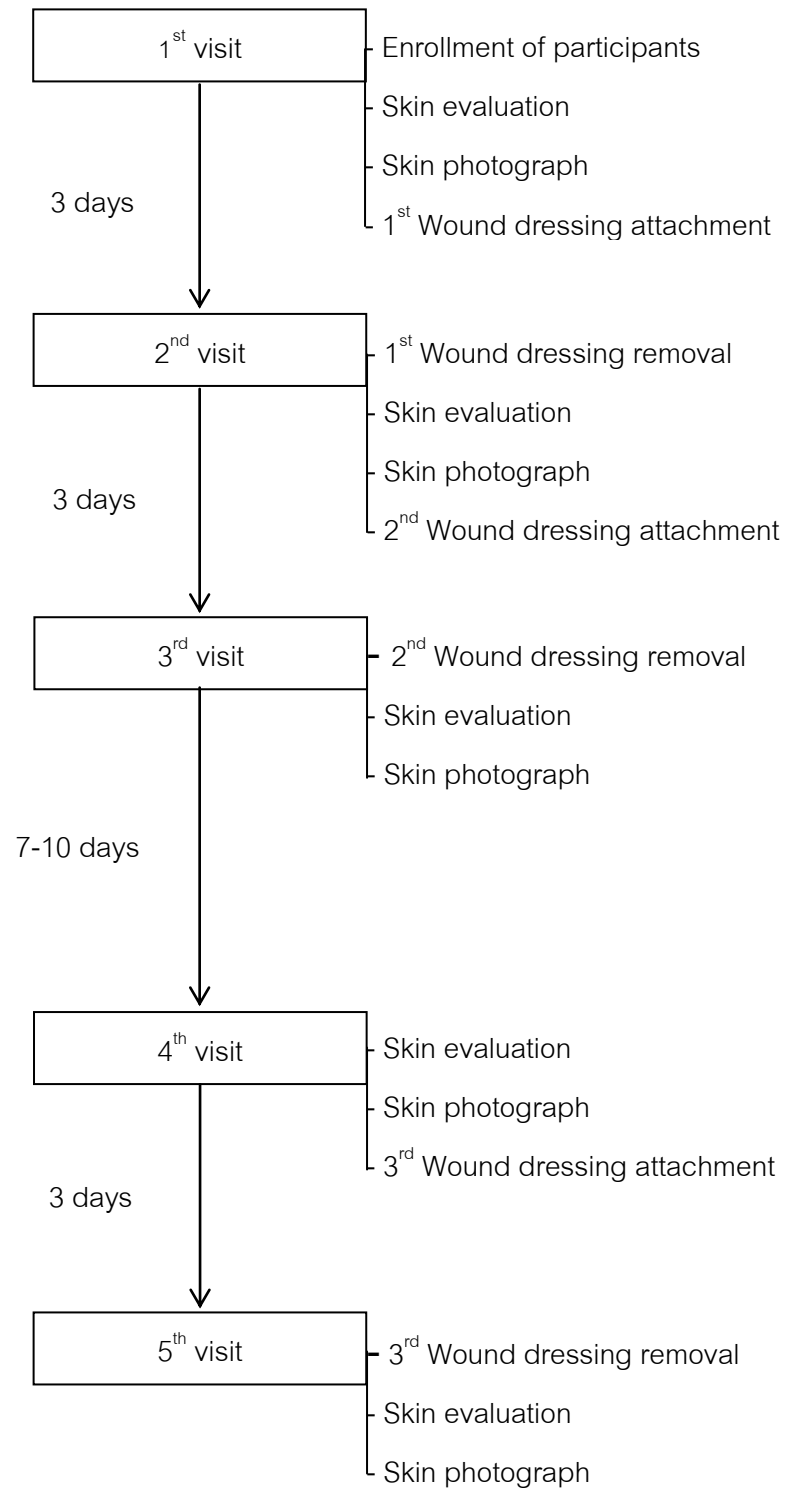 1st visit
Enrollment of participants
Skin evaluation
Skin photograph
3 days
1st Wound dressing attachment
2nd visit
1st Wound dressing removal
Skin evaluation
Skin photograph
3 days
2nd Wound dressing attachment
3rd visit
2nd Wound dressing removal
Skin evaluation
Skin photograph
7-10 days
4th visit
Skin evaluation
Skin photograph
3rd Wound dressing attachment
3 days
5th visit
3rd Wound dressing removal
Skin evaluation
Skin photograph